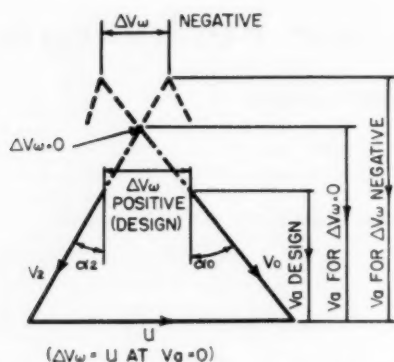 ΔVω NEGATIVE
ΔVω=0
ΔVω
POSITIVE
(DESIGN)
α2
α0
V2
V0
Va DESIGN
Va FOR ΔVω=0
Va FOR ΔVω NEGATIVE
U
(ΔVω = U AT Va=0)